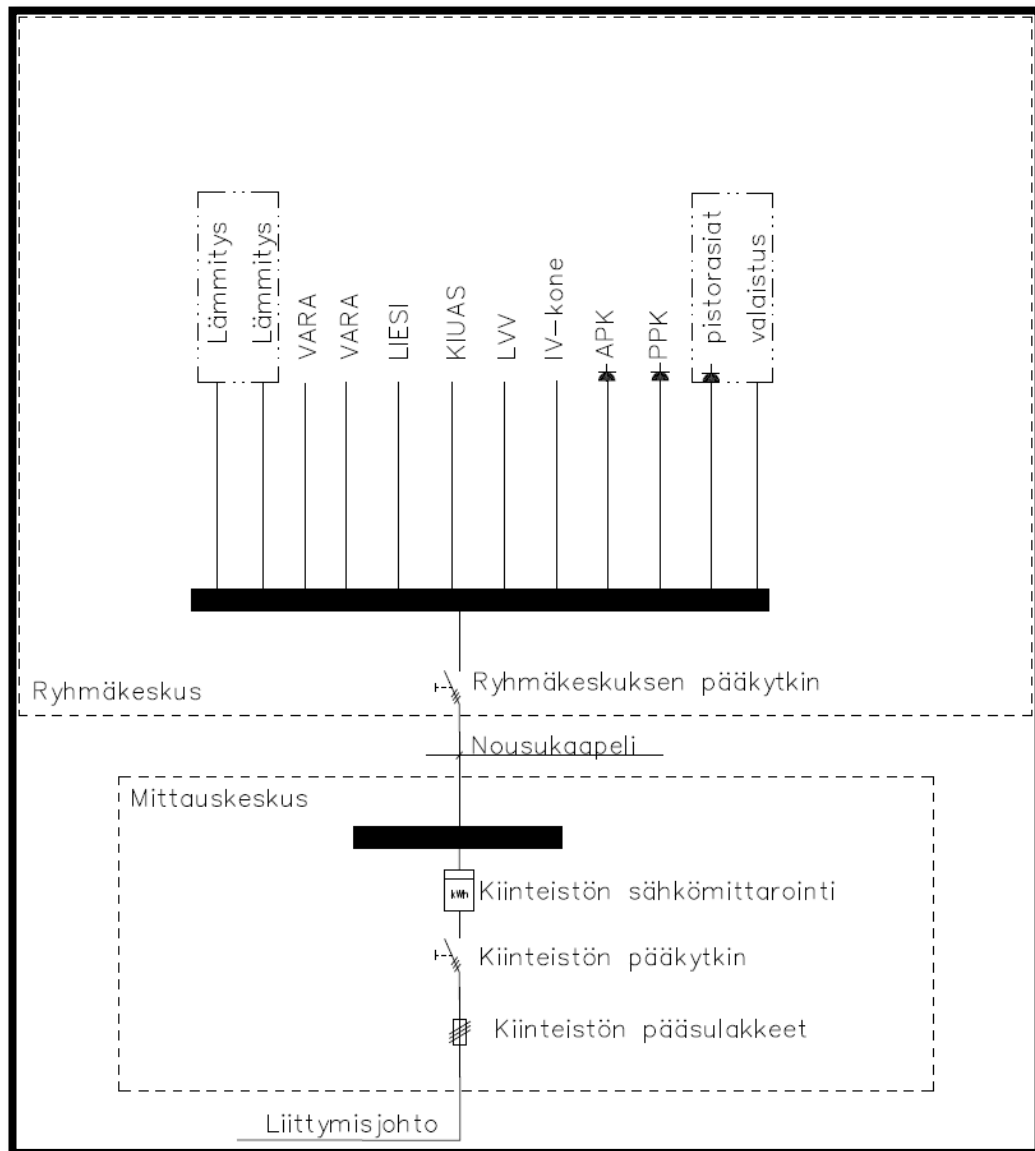 Lämmitys
Lämmitys
VARA
VARA
LIESI
KIUAS
LVV
IV-kone
APK
PPK
pistorasiat
valaistus
Ryhmäkeskus
Ryhmäkeskuksen pääkytkin
Nousukaapeli
Mittauskeskus
kWh
Kiinteistön sähkömittarointi
Kiinteistön pääkytkin
Kiinteistön pääsulakkeet
Liittymisjohto